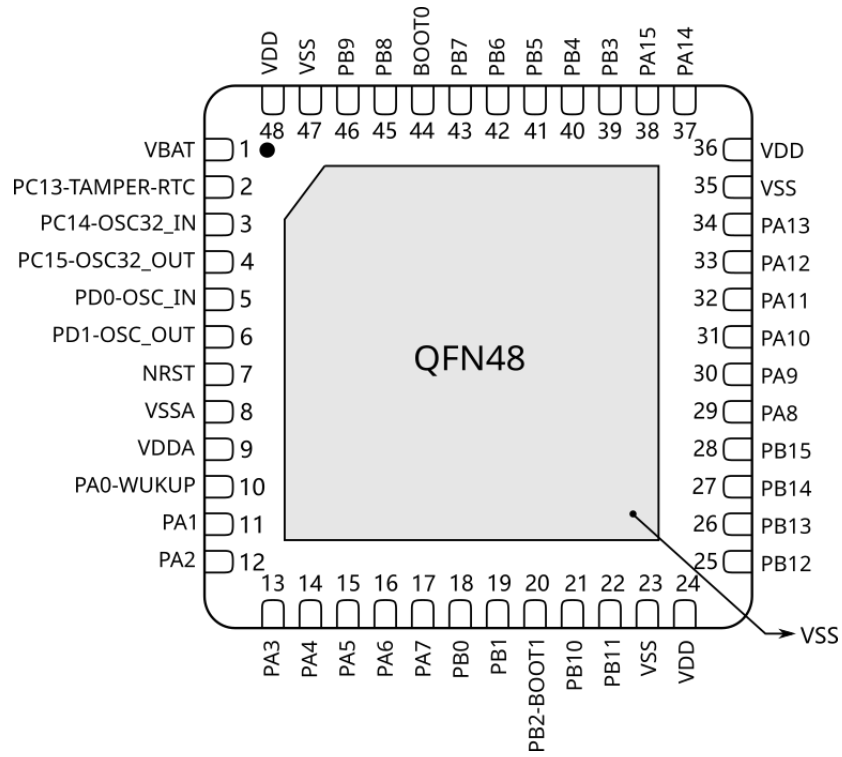 VDD
VSS
PB9
PB8
BOOT0
PB7
PB6
PB5
PB4
PB3
PA15
PA14
48 47 46 45 44 43 42 41 40 39 38 37
VBAT 1 36 VDD
PC13-TAMPER-RTC 2 35 VSS
PC14-OSC32_IN 3 34 PA13
PC15-OSC32_OUT 4 33 PA12
PD0-OSC_IN 5 32 PA11
PD1-OSC_OUT 6 31 PA10
QFN48
NRST 7 30 PA9
VSSA 8 29 PA8
VDDA 9 28 PB15
PA0-WUKUP 10 27 PB14
PA1 11 26 PB13
PA2 12 25 PB12
13 14 15 16 17 18 19 20 21 22 23 24
VSS
PA3
PA4
PA5
PA6
PA7
PB0
PB1
PB2-BOOT1
PB10
PB11
VSS
VDD